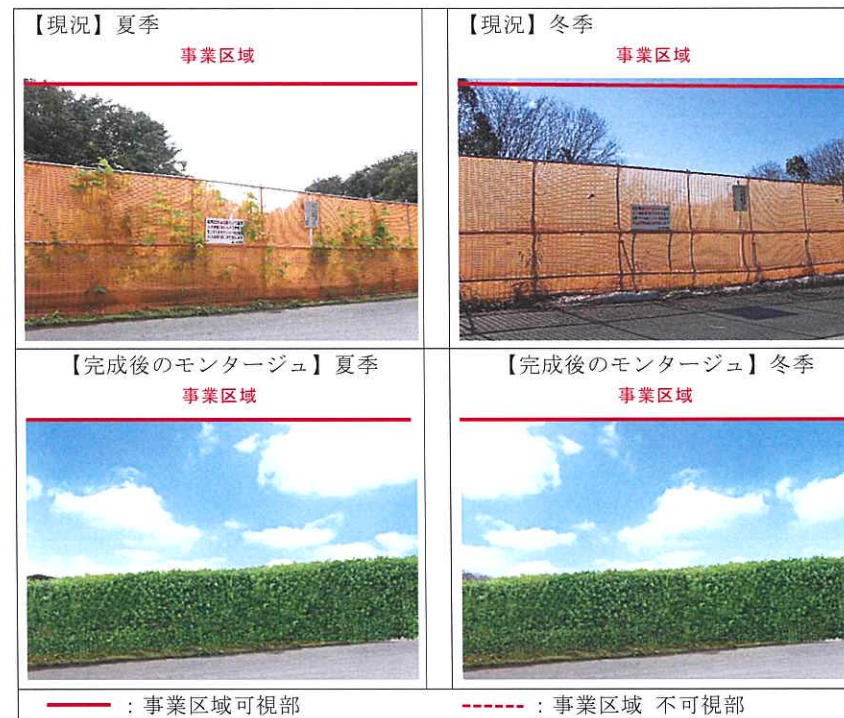 【現況】夏季
事業区域
【現況】冬季
事業区域
【完成後のモンタージュ】夏季
事業区域
【完成後のモンタージュ】冬季
事業区域
：事業区域可視部
：事業区域 不可視部